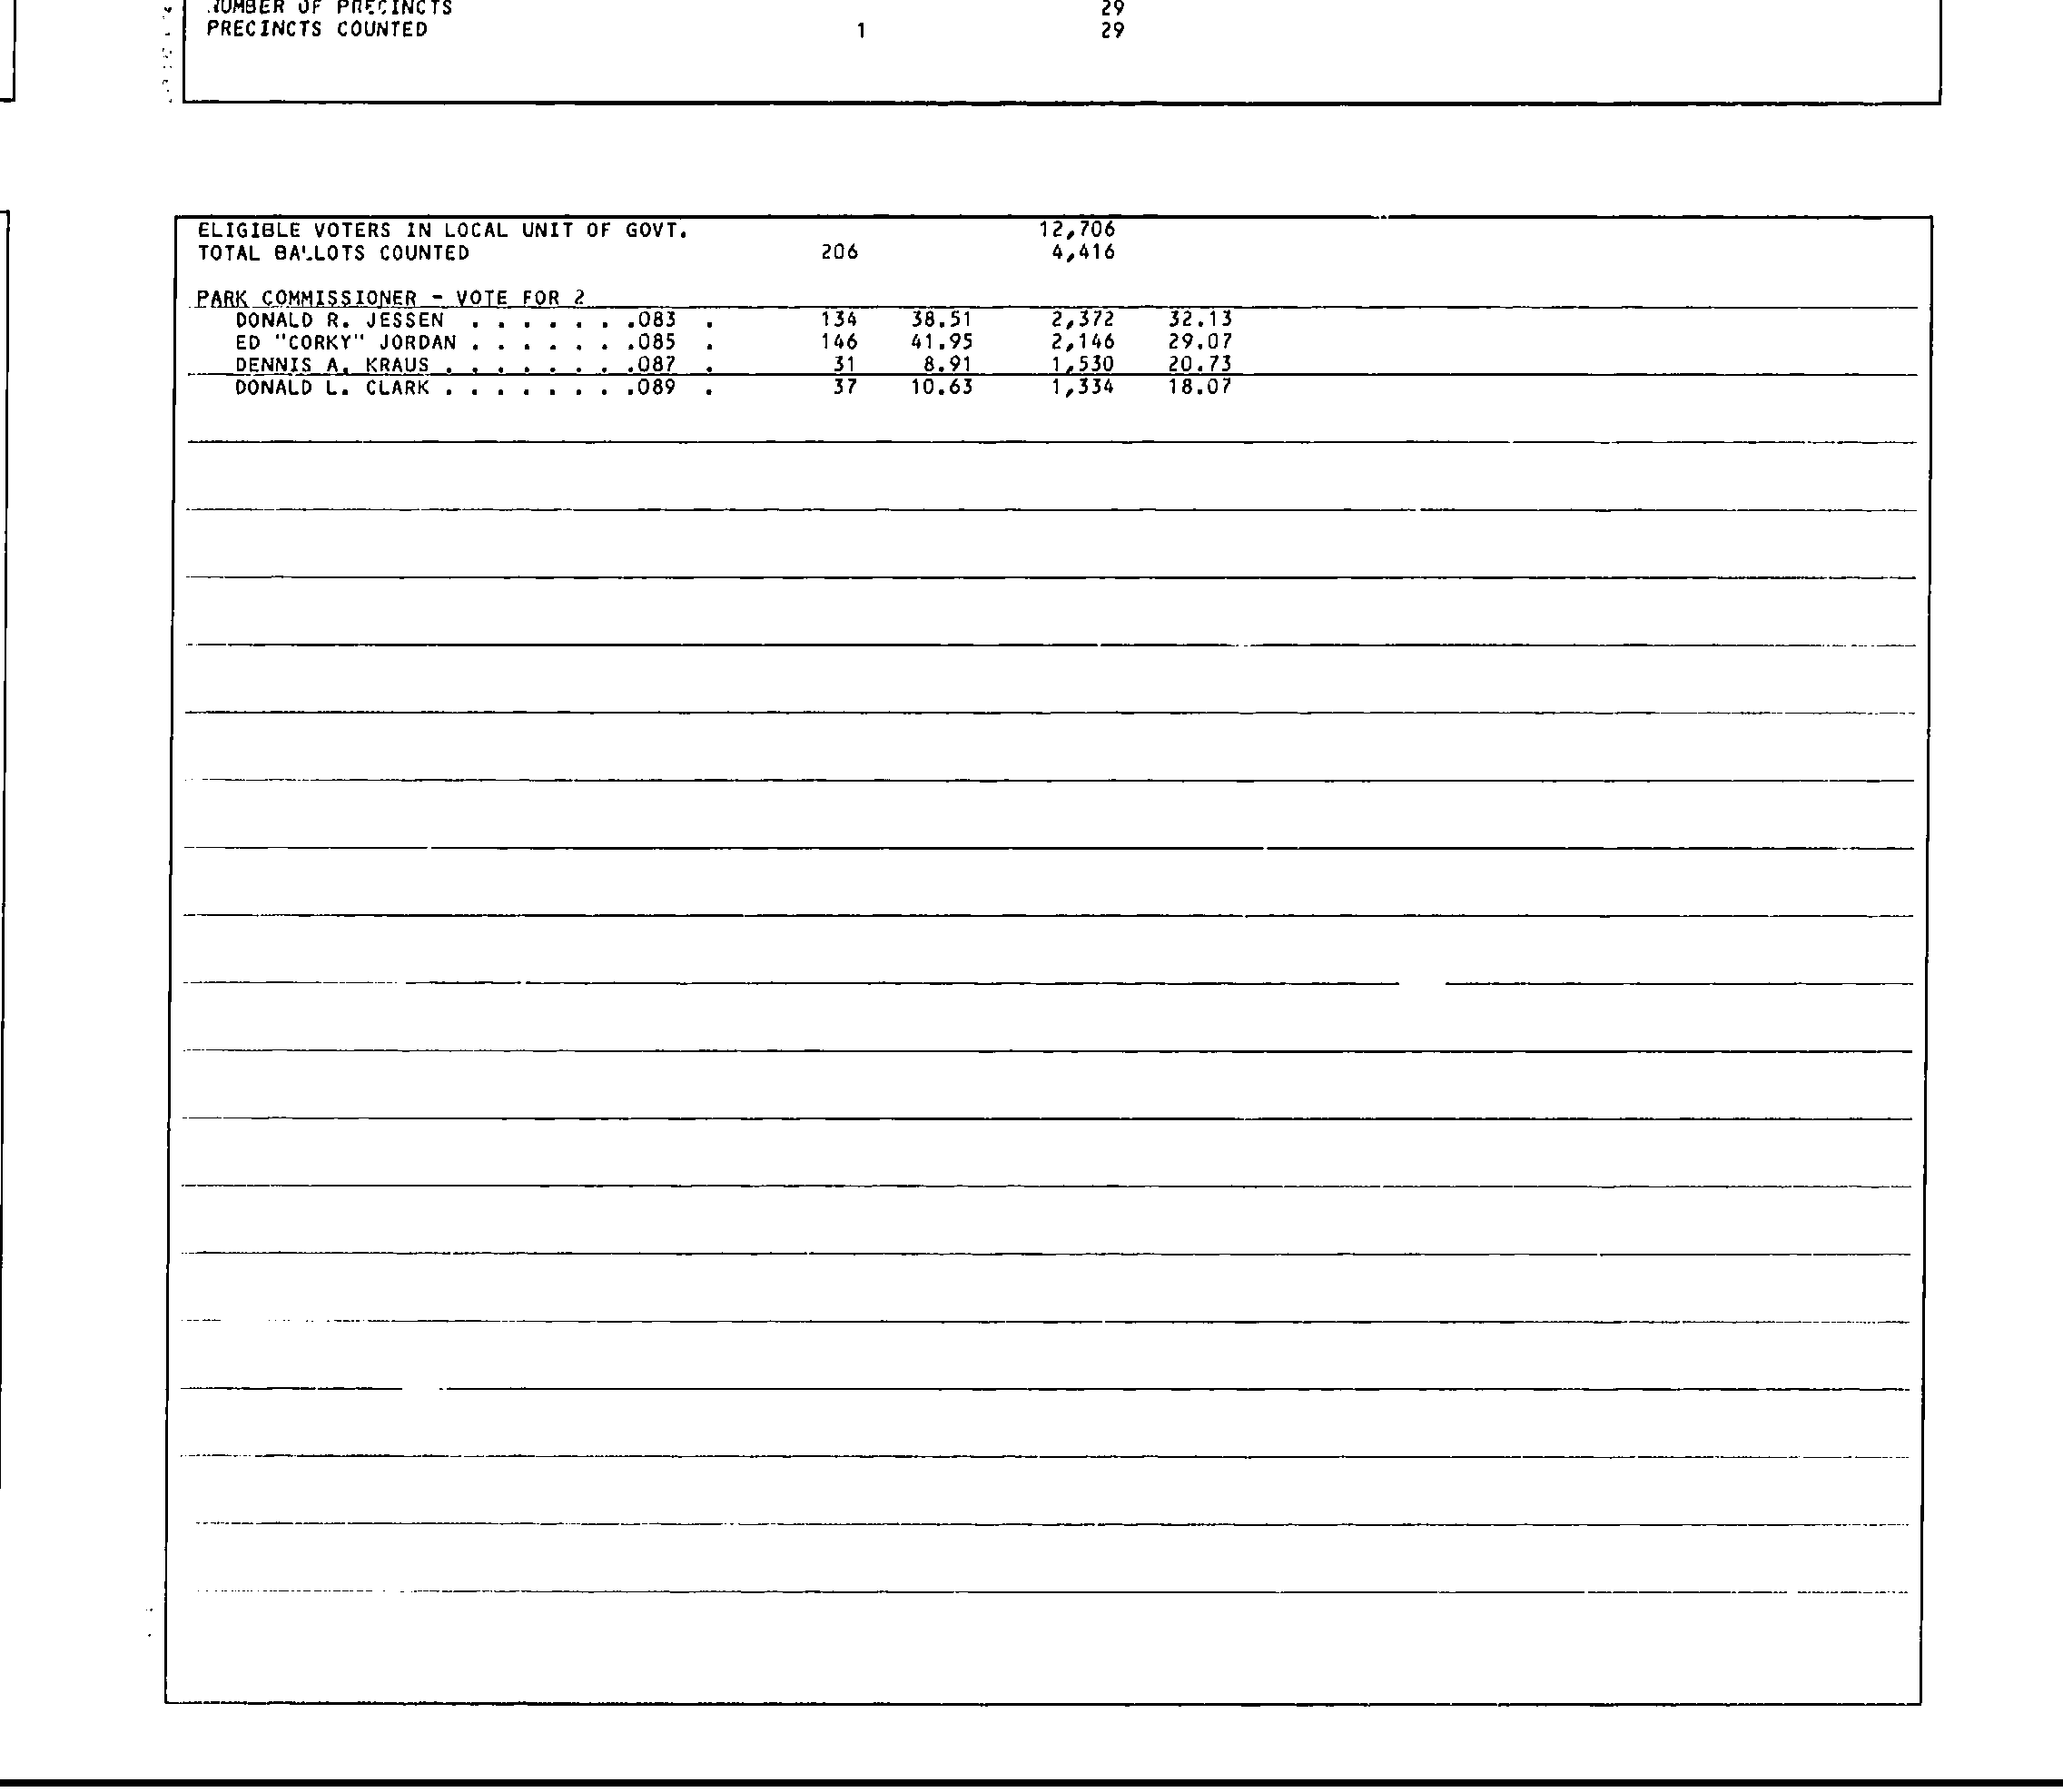 NUMBER OF PRECINCTS 29
PRECINCTS COUNTED 1 29
ELIGIBLE VOTERS IN LOCAL UNIT OF GOVT. 12,706
TOTAL BALLOTS COUNTED 206 4,416
PARK COMMISSIONER - VOTE FOR 2
DONALD R. JESSEN . . . . . . .083 . 134 38.51 2,372 32.13
ED "CORKY" JORDAN . . . . . . .085 . 146 41.95 2,146 29.07
DENNIS A. KRAUS . . . . . . . .087 . 31 8.91 1,530 20.73
DONALD L. CLARK . . . . . . . .089 . 37 10.63 1,334 18.07